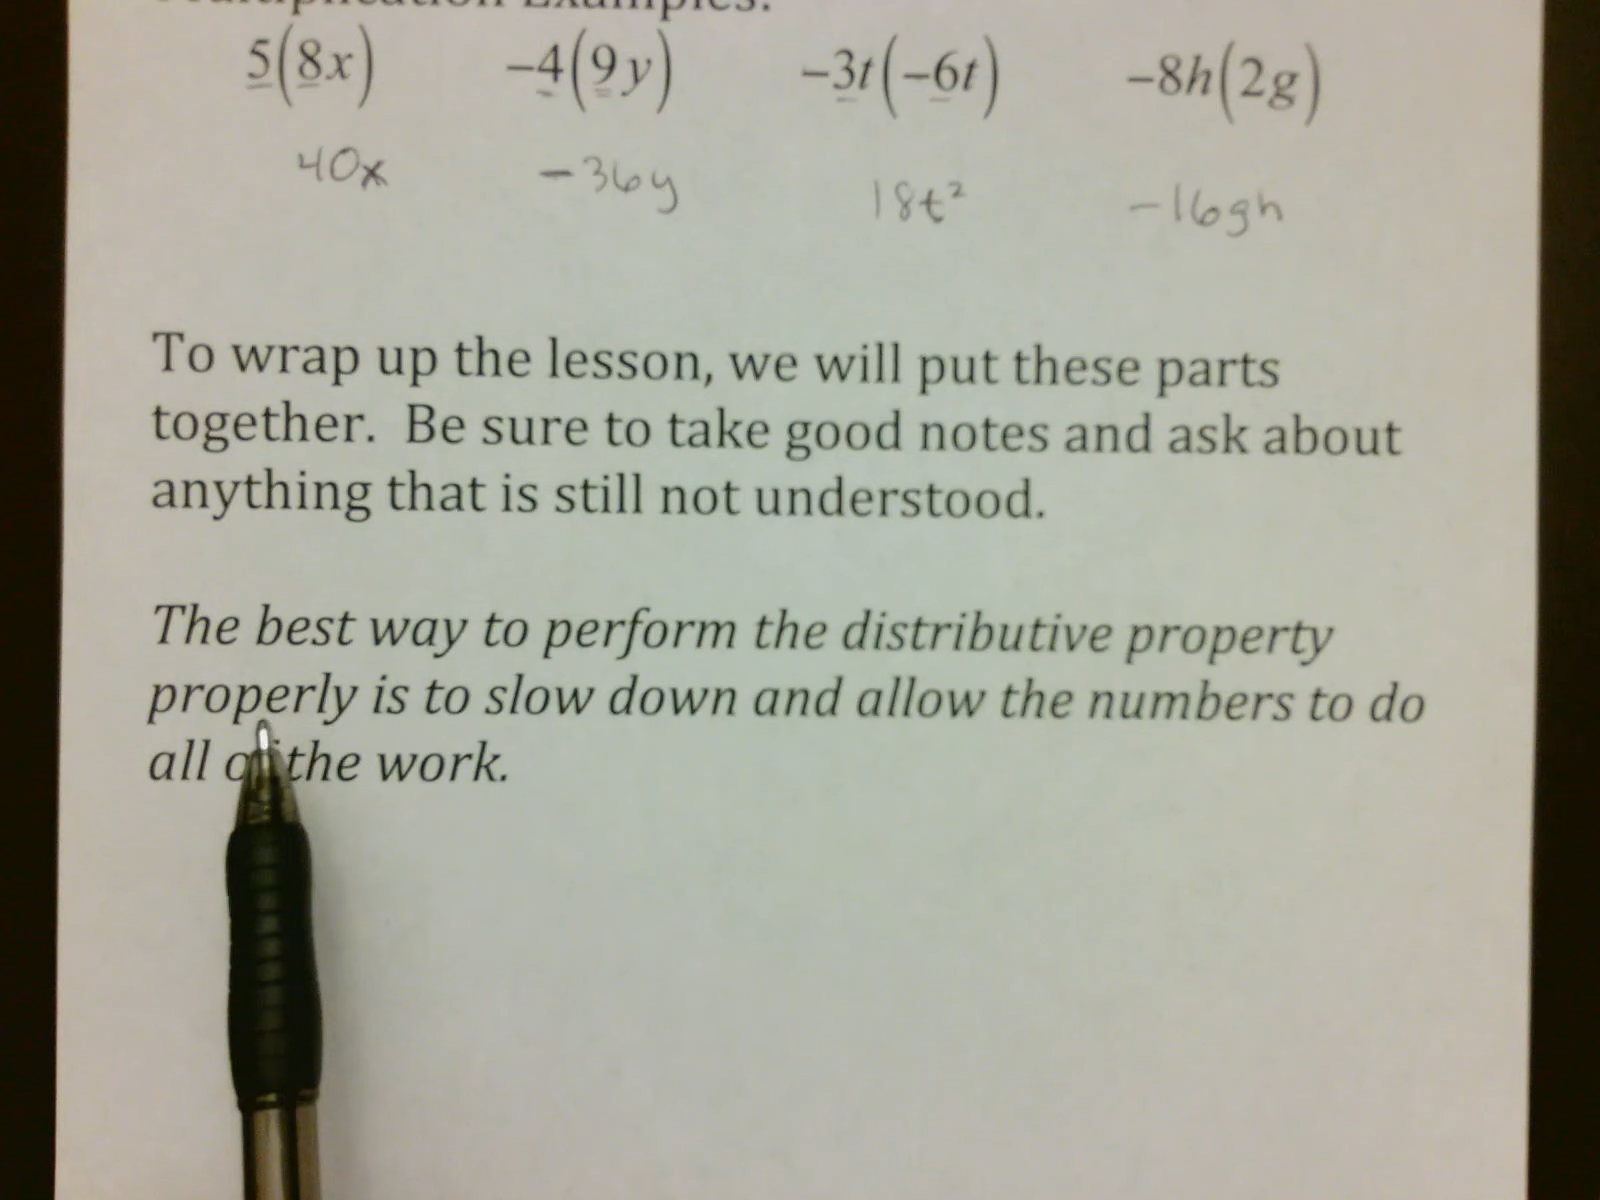 Multiplication Examples:
5(8x) −4(9y) −3t(−6t) −8h(2g)
40x −36y 18t² −16gh
To wrap up the lesson, we will put these parts
together. Be sure to take good notes and ask about
anything that is still not understood.
The best way to perform the distributive property
properly is to slow down and allow the numbers to do
all of the work.